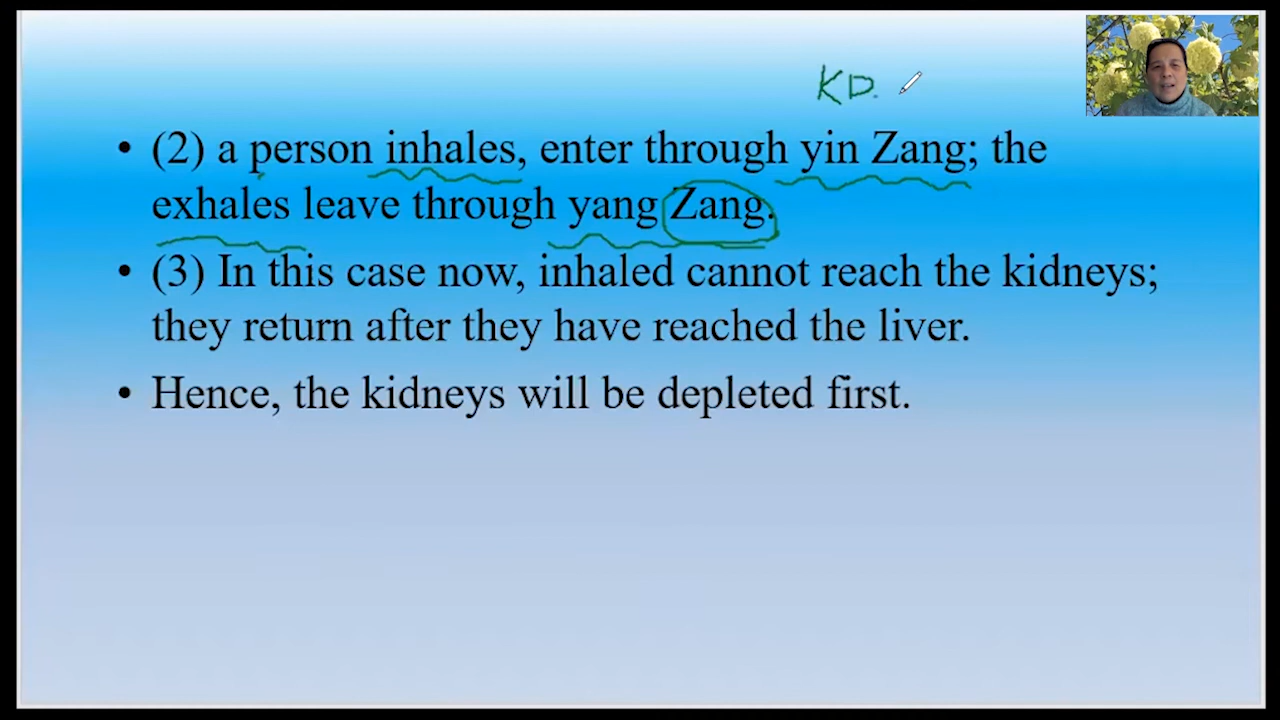 KD.
• (2) a person inhales, enter through yin Zang; the
exhales leave through yang Zang.
• (3) In this case now, inhaled cannot reach the kidneys;
they return after they have reached the liver.
• Hence, the kidneys will be depleted first.